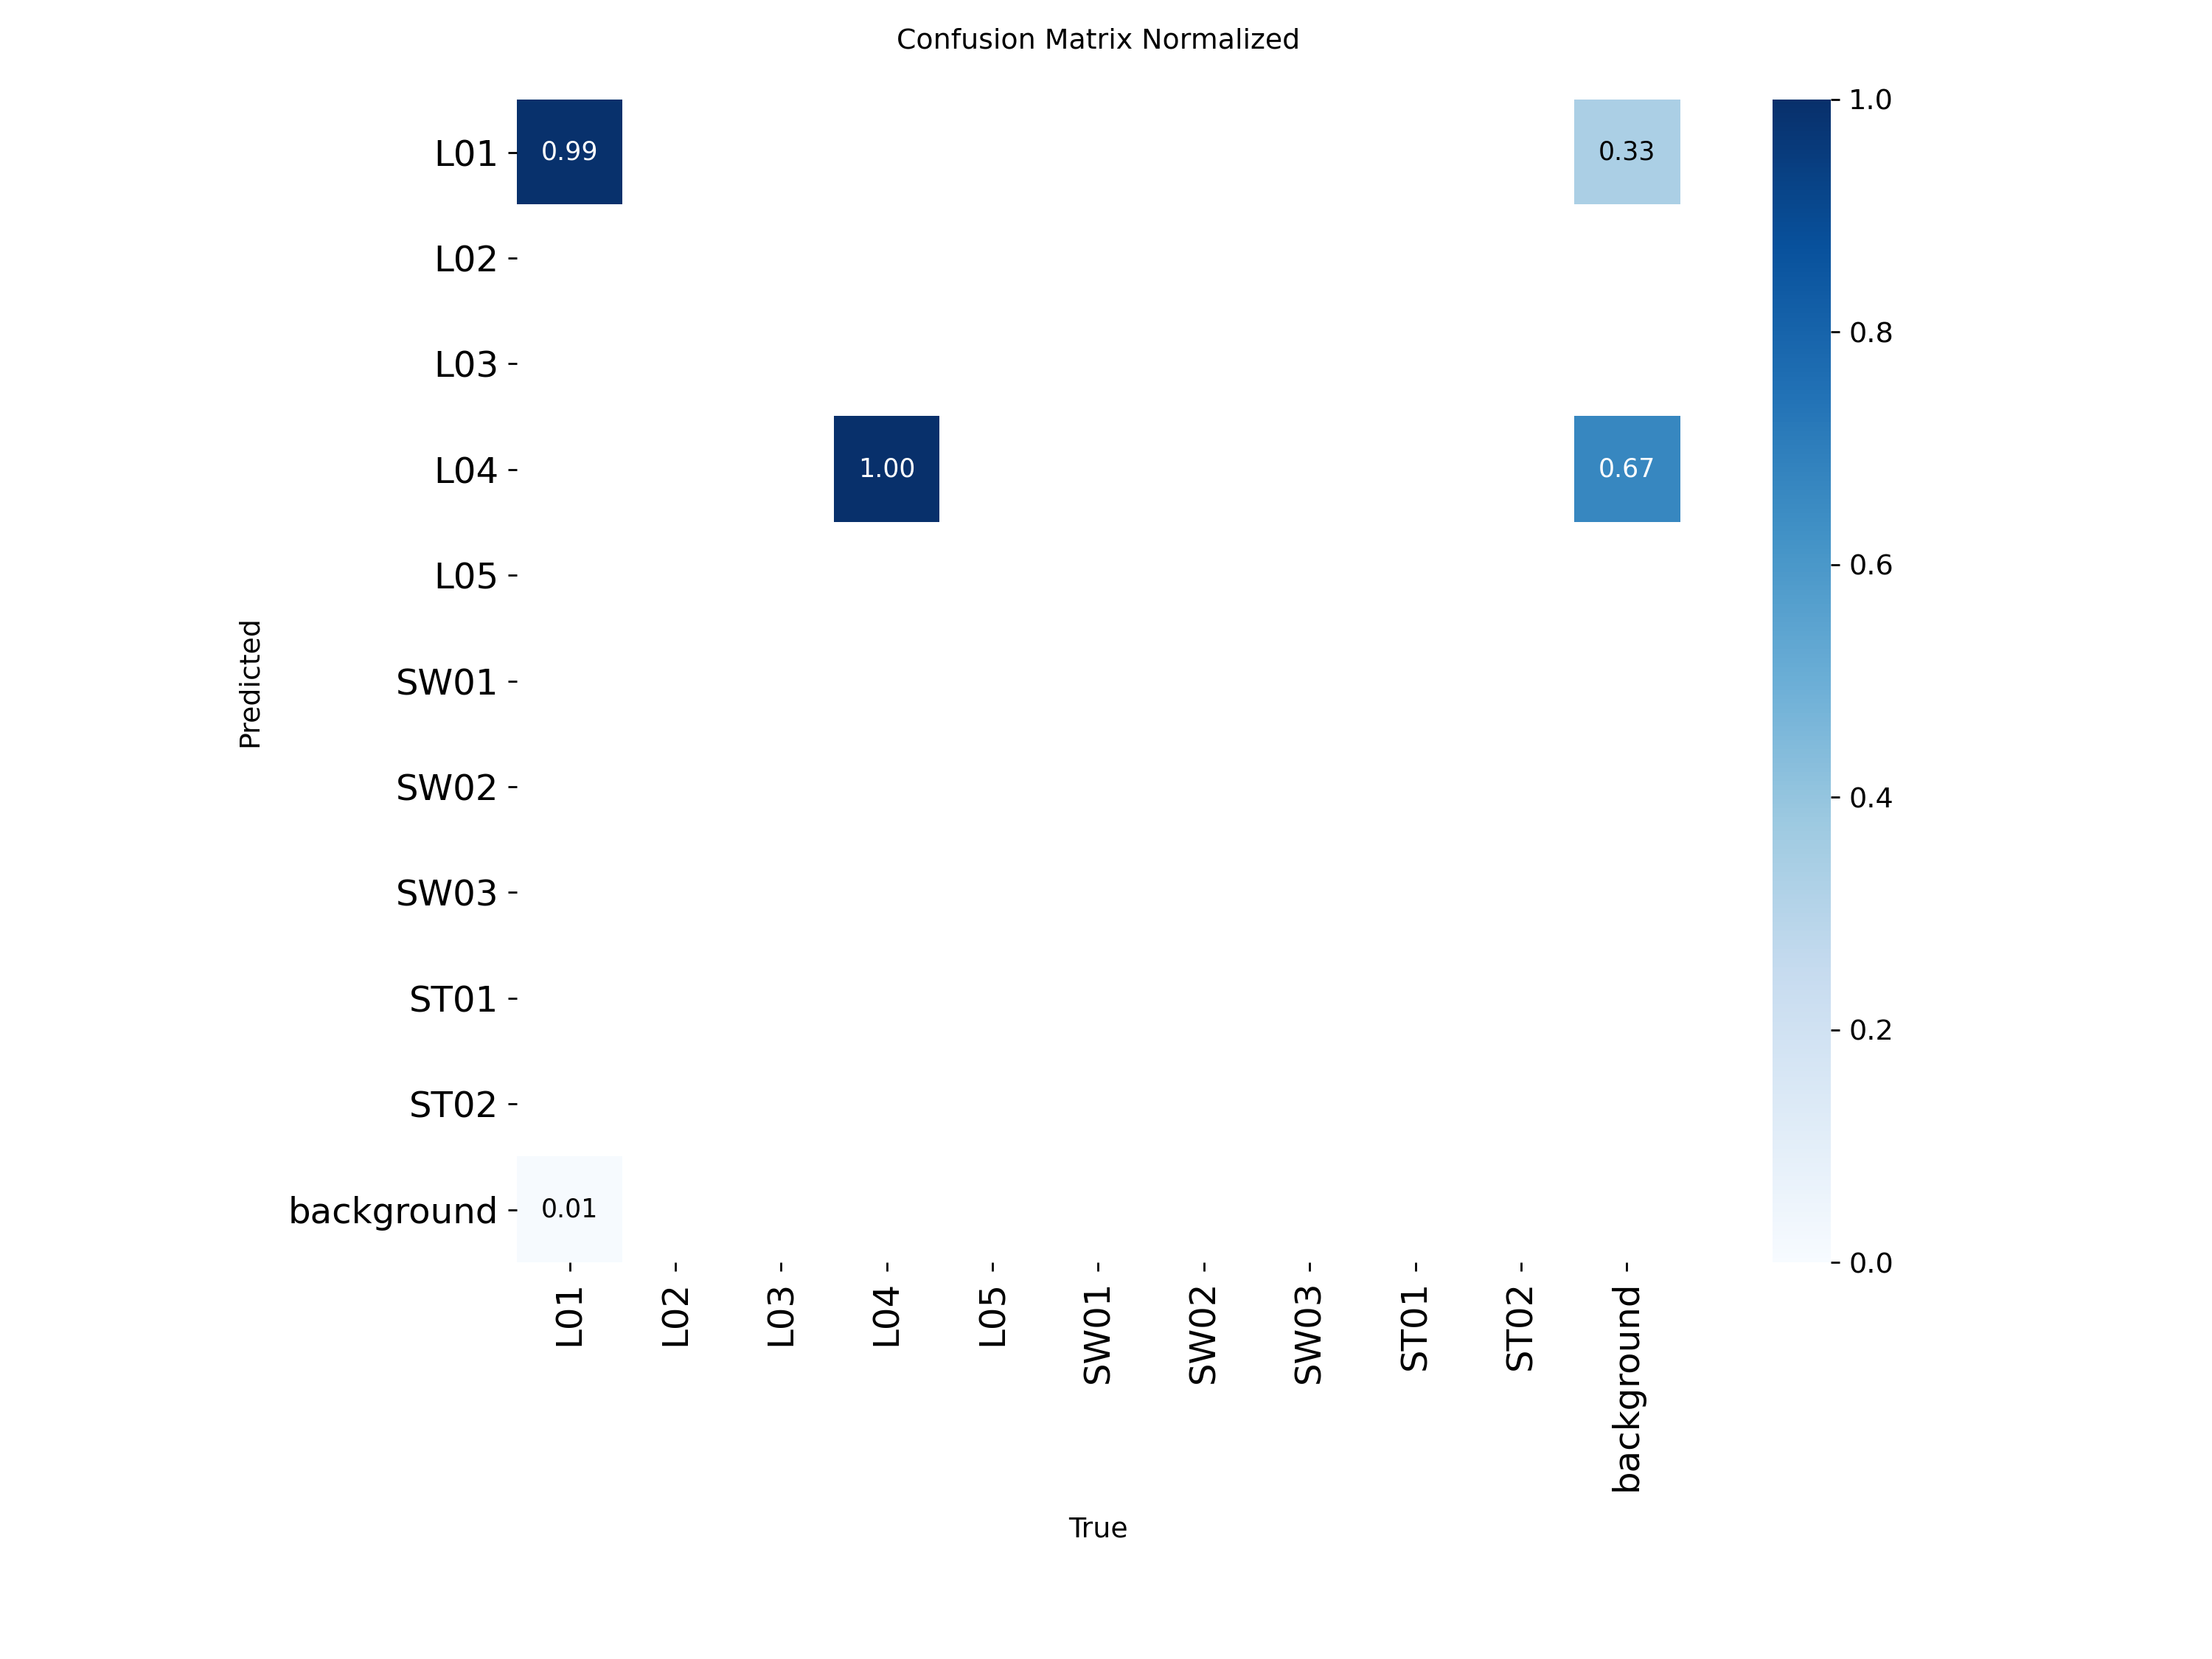 Confusion Matrix Normalized
L01
0.99
0.33
1.0
L02
L03
0.8
L04
1.00
0.67
L05
0.6
Predicted
SW01
SW02
0.4
SW03
ST01
0.2
ST02
background
0.01
0.0
L01
L02
L03
L04
L05
SW01
SW02
SW03
ST01
ST02
background
True